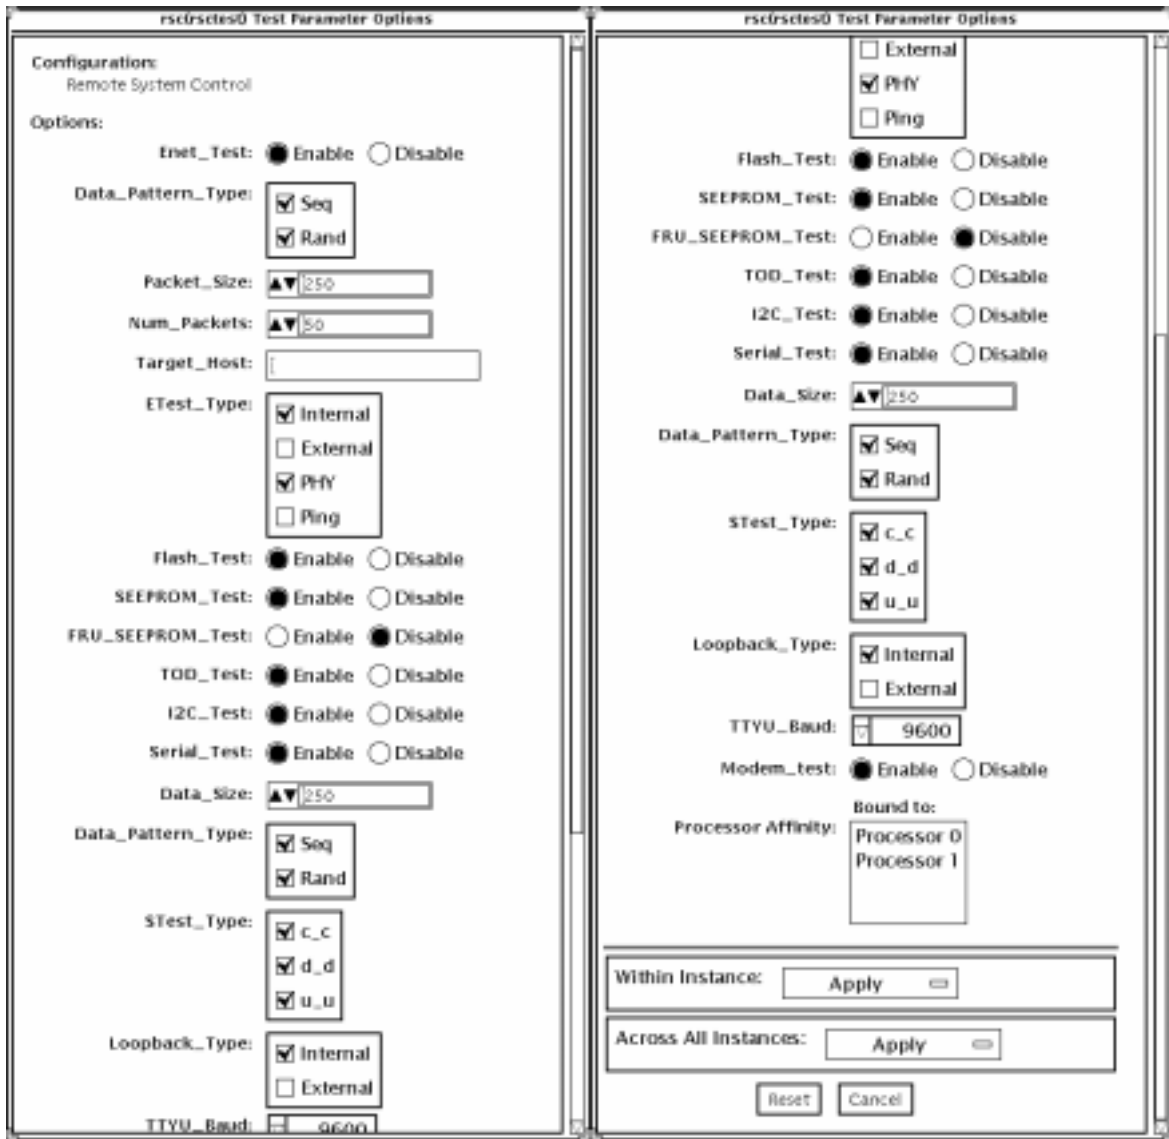 rsc(rsctest) Test Parameter Options
Configuration:
Remote System Control
Options:
Enet_Test: Enable Disable
Data_Pattern_Type: Seq
Rand
Packet_Size: 250
Num_Packets: 50
Target_Host:
ETest_Type: Internal
External
PHY
Ping
Flash_Test: Enable Disable
SEEPROM_Test: Enable Disable
FRU_SEEPROM_Test: Enable Disable
TOD_Test: Enable Disable
I2C_Test: Enable Disable
Serial_Test: Enable Disable
Data_Size: 250
Data_Pattern_Type: Seq
Rand
STest_Type: c_c
d_d
u_u
Loopback_Type: Internal
External
TTYU_Baud: 9600
rsc(rsctest) Test Parameter Options
External
PHY
Ping
Flash_Test: Enable Disable
SEEPROM_Test: Enable Disable
FRU_SEEPROM_Test: Enable Disable
TOD_Test: Enable Disable
I2C_Test: Enable Disable
Serial_Test: Enable Disable
Data_Size: 250
Data_Pattern_Type: Seq
Rand
STest_Type: c_c
d_d
u_u
Loopback_Type: Internal
External
TTYU_Baud: 9600
Modem_test: Enable Disable
Bound to:
Processor Affinity: Processor 0
Processor 1
Within Instance: Apply
Across All Instances: Apply
Reset Cancel